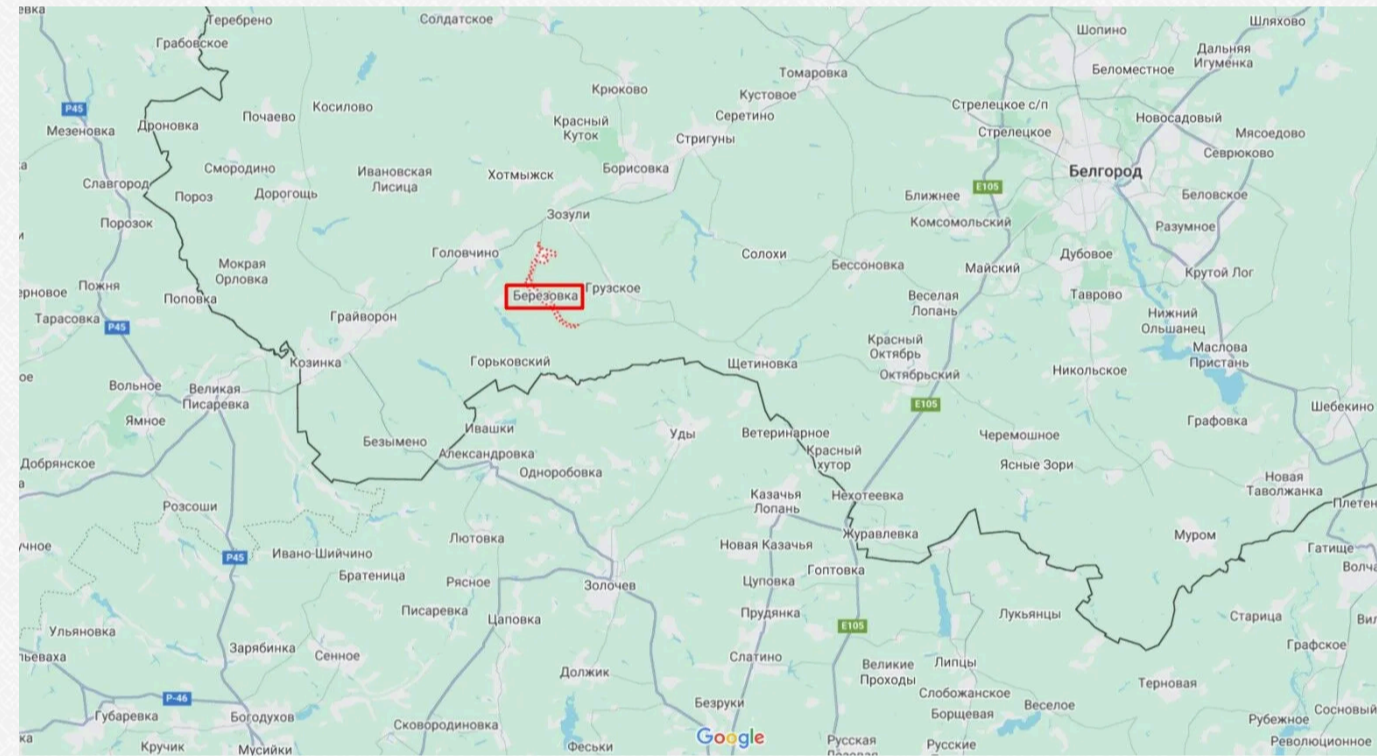 Теребрено
Солдатское
Шляхово
Грабовское
Шопино
Дальняя
Игуменка
Беломестное
Томаровка
Крюково
Кустовое
P45
Косилово
Стрелецкое с/п
Почаево
Серетино
Новосадовый
Мезеновка
Дроновка
Красный
Куток
Стригуны
Стрелецкое
Мясоедово
Севрюково
Смородино
Ивановская
Лисица
Хотмыжск
Борисовка
Белгород
Славгород
Пороз
Дорогощь
E105
Ближнее
Беловское
Порозок
Зозули
Комсомольский
Разумное
Головчино
Солохи
Дубовое
Мокрая
Орловка
Бессоновка
Майский
Крутой Лог
Пожня
Поповка
Березовка
Грузское
Веселая
Лопань
Таврово
Тарасовка
P45
Грайворон
Нижний
Ольшанец
Красный
Октябрь
Маслова
Пристань
Козинка
Горьковский
Щетиновка
Октябрьский
Никольское
Вольное
Великая
Писаревка
E105
Шебекино
Ямное
Графовка
Ивашки
Уды
Ветеринарное
Черемошное
Безымено
Александровка
Красный
хутор
Добрянское
Одноробовка
Ясные Зори
Новая
Таволжанка
Казачья
Лопань
Нехотеевка
Розсоши
Журавлевка
Муром
Лютовка
Новая Казачья
Ивано-Шийчино
Гатище
P45
Братеница
Рясное
Золочев
Цуповка
Гоптовка
Писаревка
Цаповка
Прудянка
Лукьянцы
Старица
E105
Ульяновка
Зарябинка
Сенное
Слатино
Липцы
Графское
Должик
Великие
Проходы
Терновая
P-46
Слобожанское
Безруки
Веселое
Губаревка
Богодухов
Сковородиновка
Борщевая
Рубежное
Сосновый
Google
Кручик
Мусийки
Феськи
Русская
Русские
Революционное